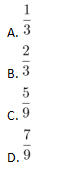 A. 1/3
B. 2/3
C. 5/9
D. 7/9